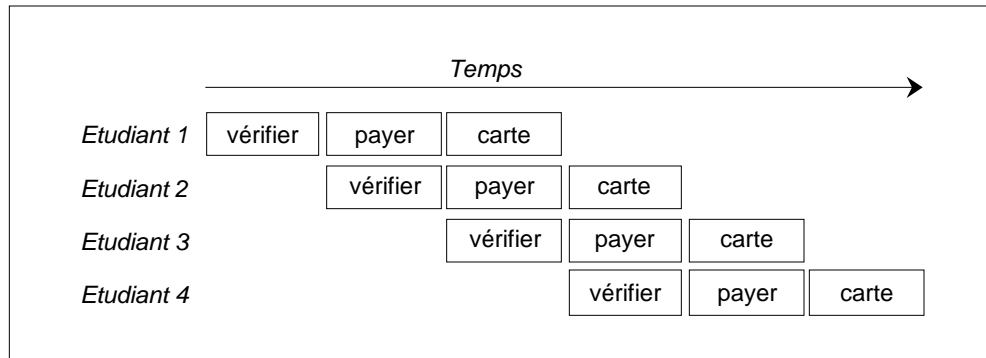 Temps
Etudiant 1 vérifier payer carte
Etudiant 2 vérifier payer carte
Etudiant 3 vérifier payer carte
Etudiant 4 vérifier payer carte